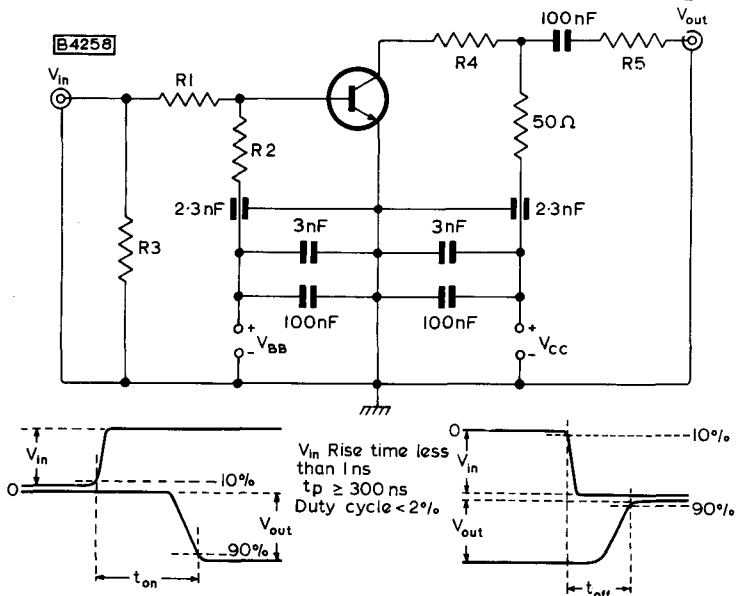 B4258
100nF
Vout
Vin
R1
R4
R5
R2
50Ω
2·3nF
2·3nF
3nF
3nF
R3
100nF
100nF
+
VBB
-
+
VCC
-
Vin
10%
0
Vout
90%
ton
Vin Rise time less
than 1ns
tp ≥ 300ns
Duty cycle<2%
0
10%
Vin
Vout
90%
toff